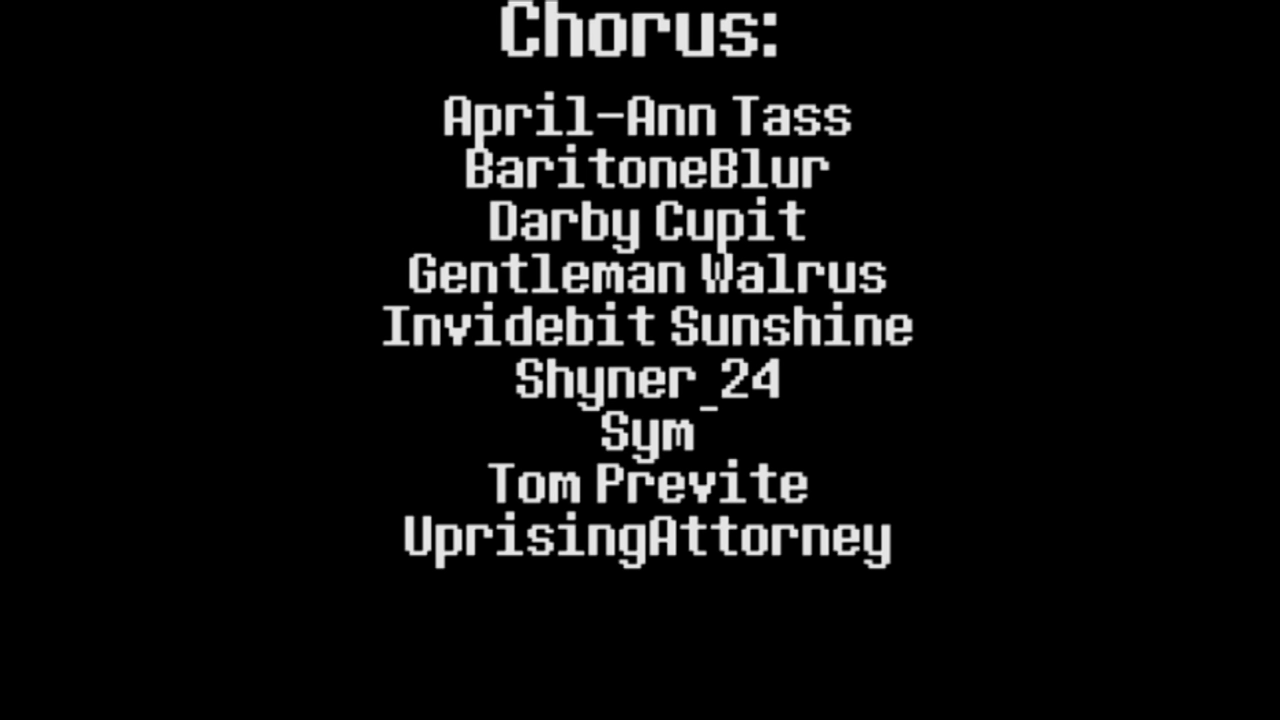 Chorus:
April-Ann Tass
BaritoneBlur
Darby Cupit
Gentleman Walrus
Invidebit Sunshine
Shyner_24
Sym
Tom Previte
UprisingAttorney